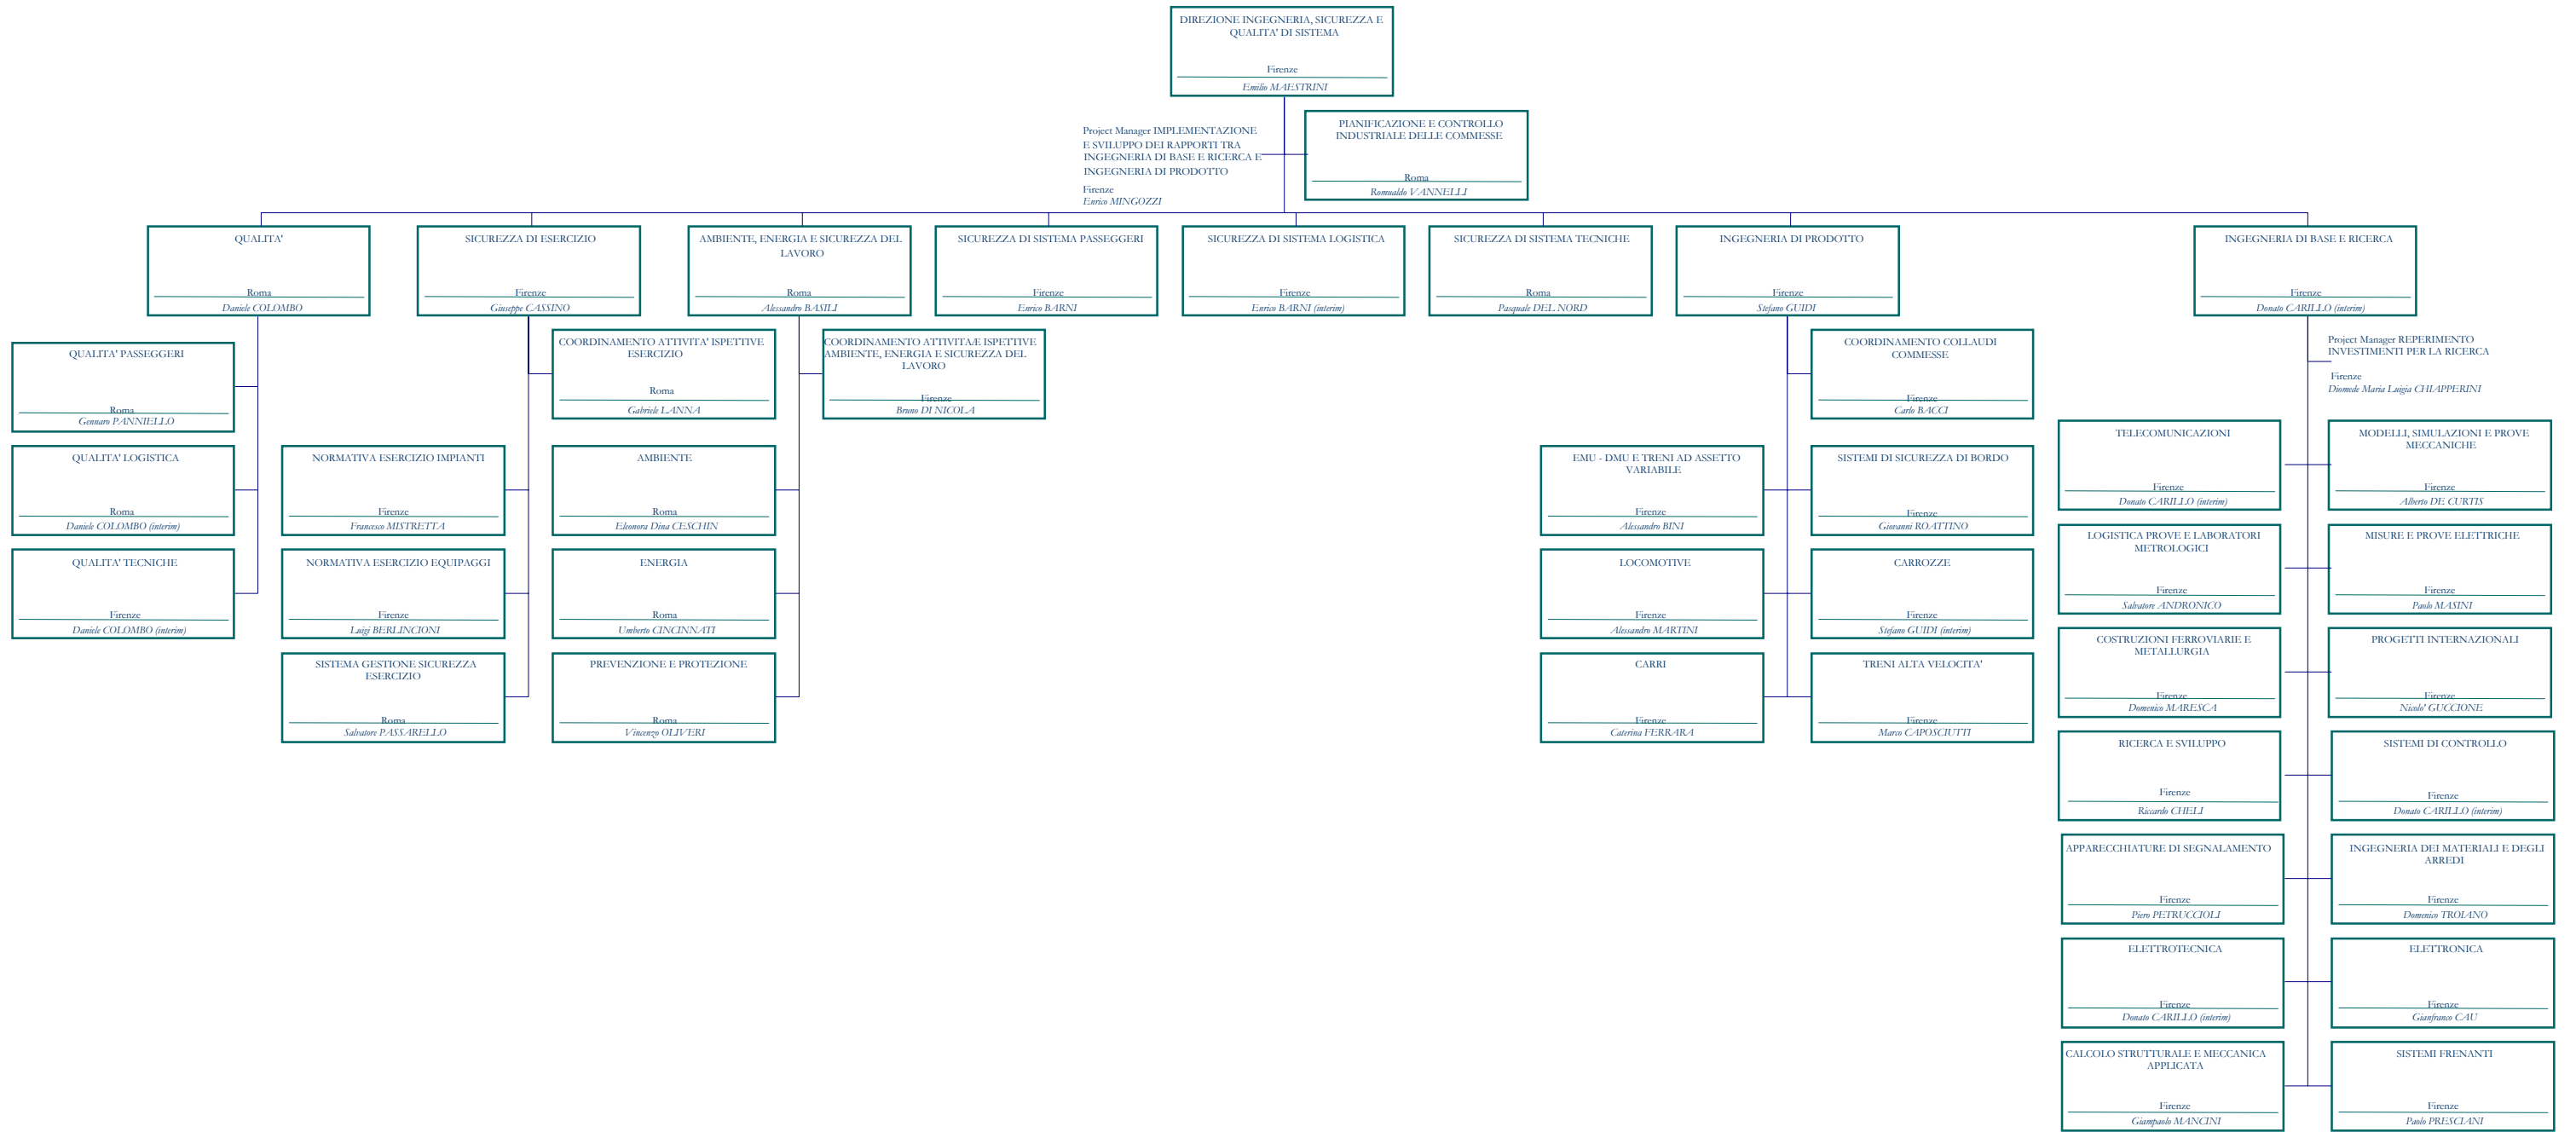 DIREZIONE INGEGNERIA, SICUREZZA E
QUALITA' DI SISTEMA
Firenze
Emilio MAESTRINI
Project Manager IMPLEMENTAZIONE
E SVILUPPO DEI RAPPORTI TRA
INGEGNERIA DI BASE E RICERCA E
INGEGNERIA DI PRODOTTO
Firenze
Enrico MINGOZZI
PIANIFICAZIONE E CONTROLLO
INDUSTRIALE DELLE COMMESSE
Roma
Romualdo VANNELLI
QUALITA'
Roma
Daniele COLOMBO
SICUREZZA DI ESERCIZIO
Firenze
Giuseppe CASSINO
AMBIENTE, ENERGIA E SICUREZZA DEL
LAVORO
Roma
Alessandro BASILI
SICUREZZA DI SISTEMA PASSEGGERI
Firenze
Enrico BARNI
SICUREZZA DI SISTEMA LOGISTICA
Firenze
Enrico BARNI (interim)
SICUREZZA DI SISTEMA TECNICHE
Roma
Pasquale DEL NORD
INGEGNERIA DI PRODOTTO
Firenze
Stefano GUIDI
INGEGNERIA DI BASE E RICERCA
Firenze
Donato CARILLO (interim)
QUALITA' PASSEGGERI
Roma
Gennaro PANNIELLO
QUALITA' LOGISTICA
Roma
Daniele COLOMBO (interim)
QUALITA' TECNICHE
Firenze
Daniele COLOMBO (interim)
COORDINAMENTO ATTIVITA' ISPETTIVE
ESERCIZIO
Roma
Gabriele LANNA
NORMATIVA ESERCIZIO IMPIANTI
Firenze
Francesco MISTRETTA
NORMATIVA ESERCIZIO EQUIPAGGI
Firenze
Luigi BERLINCIONI
SISTEMA GESTIONE SICUREZZA
ESERCIZIO
Roma
Salvatore PASSARELLO
COORDINAMENTO ATTIVITAÆ ISPETTIVE
AMBIENTE, ENERGIA E SICUREZZA DEL
LAVORO
Firenze
Bruno DI NICOLA
AMBIENTE
Roma
Eleonora Dina CESCHIN
ENERGIA
Roma
Umberto CINCINNATI
PREVENZIONE E PROTEZIONE
Roma
Vincenzo OLIVERI
COORDINAMENTO COLLAUDI
COMMESSE
Firenze
Carlo BACCI
EMU - DMU E TRENI AD ASSETTO
VARIABILE
Firenze
Alessandro BINI
SISTEMI DI SICUREZZA DI BORDO
Firenze
Giovanni ROATTINO
LOCOMOTIVE
Firenze
Alessandro MARTINI
CARROZZE
Firenze
Stefano GUIDI (interim)
CARRI
Firenze
Caterina FERRARA
TRENI ALTA VELOCITA'
Firenze
Marco CAPOSCIUTTI
Project Manager REPERIMENTO
INVESTIMENTI PER LA RICERCA
Firenze
Diomede Maria Luigia CHIAPPERINI
TELECOMUNICAZIONI
Firenze
Donato CARILLO (interim)
MODELLI, SIMULAZIONI E PROVE
MECCANICHE
Firenze
Alberto DE CURTIS
LOGISTICA PROVE E LABORATORI
METROLOGICI
Firenze
Salvatore ANDRONICO
MISURE E PROVE ELETTRICHE
Firenze
Paolo MASINI
COSTRUZIONI FERROVIARIE E
METALLURGIA
Firenze
Domenico MARESCA
PROGETTI INTERNAZIONALI
Firenze
Nicolo' GUCCIONE
RICERCA E SVILUPPO
Firenze
Riccardo CHELI
SISTEMI DI CONTROLLO
Firenze
Donato CARILLO (interim)
APPARECCHIATURE DI SEGNALAMENTO
Firenze
Piero PETRUCCIOLI
INGEGNERIA DEI MATERIALI E DEGLI
ARREDI
Firenze
Domenico TROIANO
ELETTROTECNICA
Firenze
Donato CARILLO (interim)
ELETTRONICA
Firenze
Gianfranco CAU
CALCOLO STRUTTURALE E MECCANICA
APPLICATA
Firenze
Giampaolo MANCINI
SISTEMI FRENANTI
Firenze
Paolo PRESCIANI